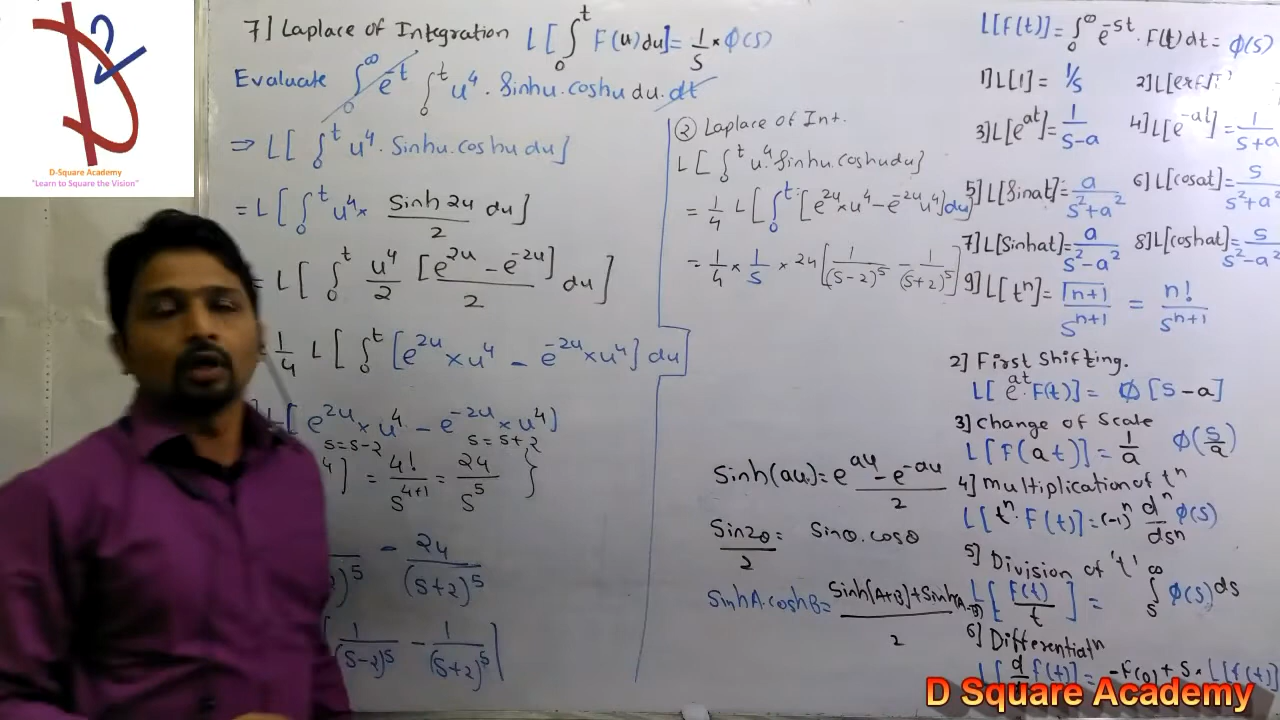 D-Square Academy
"Learn to Square the Vision"
7] Laplace of Integration L[∫₀ᵗ F(u)du] = 1/s × φ(s)
Evaluate ∫₀^∞ e^-t ∫₀ᵗ u⁴. Sinhu.coshu du.dt
⇒ L[∫₀ᵗ u⁴. Sinhu.coshu du]
= L[∫₀ᵗ u⁴ × Sinh2u/2 du]
= L[∫₀ᵗ u⁴/2 [e^2u - e^-2u]/2 du]
1/4 L[∫₀ᵗ [e^2u × u⁴ - e^-2u × u⁴] du]
L[e^2u × u⁴ - e^-2u × u⁴]
s=s-2 s=s+2
4] = 4!/s^4+1 = 24/s⁵ }
)⁵ - 24/(s+2)⁵
[1/(s-2)⁵ - 1/(s+2)⁵]
② Laplace of Int.
L[∫₀ᵗ u⁴. Sinhu.coshu du]
= 1/4 L[∫₀ᵗ [e^2u × u⁴ - e^-2u u⁴] du]
= 1/4 × 1/s × 24 [1/(s-2)⁵ - 1/(s+2)⁵]
Sinh(au) = e^au - e^-au / 2
Sin2θ/2 = Sinθ.cosθ
SinhA.coshB = Sinh(A+B)+Sinh(A-B) / 2
L[f(t)] = ∫₀^∞ e^-st. F(t)dt = φ(s)
1] L[1] = 1/s 2] L[erf√t
3] L[e^at] = 1/s-a 4] L[e^-at] = 1/s+a
5] L[Sinat] = a/s²+a² 6] L[cosat] = s/s²+a²
7] L[Sinhat] = a/s²-a² 8] L[coshat] = s/s²-a²
9] L[tⁿ] = Γn+1/s^n+1 = n!/s^n+1
2] First Shifting.
L[e^at. F(t)] = φ[s-a]
3] change of Scale
L[f(at)] = 1/a φ(s/a)
4] multiplication of tⁿ
L[tⁿ. F(t)] = (-1)ⁿ dⁿ/dsⁿ φ(s)
5] Division of 't'
L[f(t)/t] = ∫ₛ^∞ φ(s)ds
6] Differentiatⁿ
L[d/ f(t)] = -f(0) + s. L[f(t)]
D Square Academy